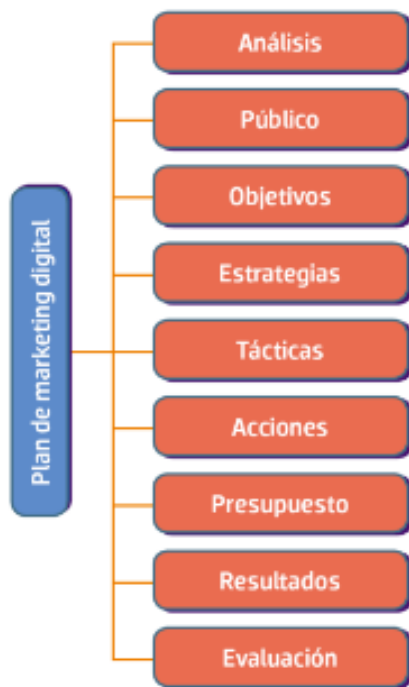 Plan de marketing digital
Análisis
Público
Objetivos
Estrategias
Tácticas
Acciones
Presupuesto
Resultados
Evaluación